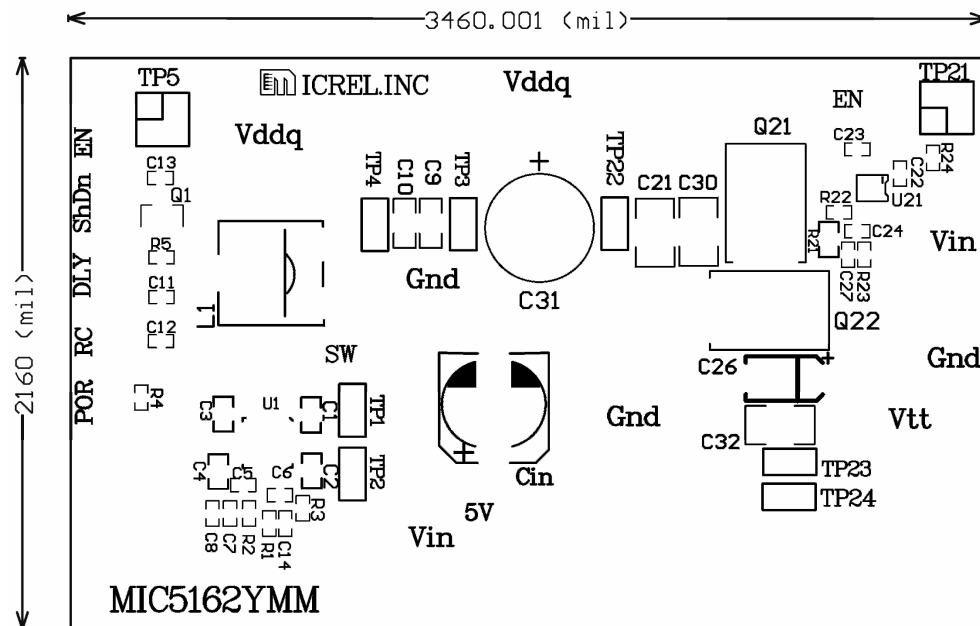 3460.001 (mil)
2160 (mil)
TP5
ICREL.INC
Vddq
TP21
EN
Vddq
Q21
C23
EN
C13
TP4
C10
C9
TP3
TP22
C21
C30
R24
C22
U21
ShDn
Q1
R22
C24
R21
Vin
R5
Gnd
C27
R23
DLY
C11
C31
L1
Q22
RC
C12
SW
C26
Gnd
POR
R4
C3
U1
C1
TP1
Gnd
Vtt
C32
C4
C5
C6
C2
TP2
Cin
TP23
TP24
5V
C8
C7
R2
R1
C14
R3
Vin
MIC5162YMM